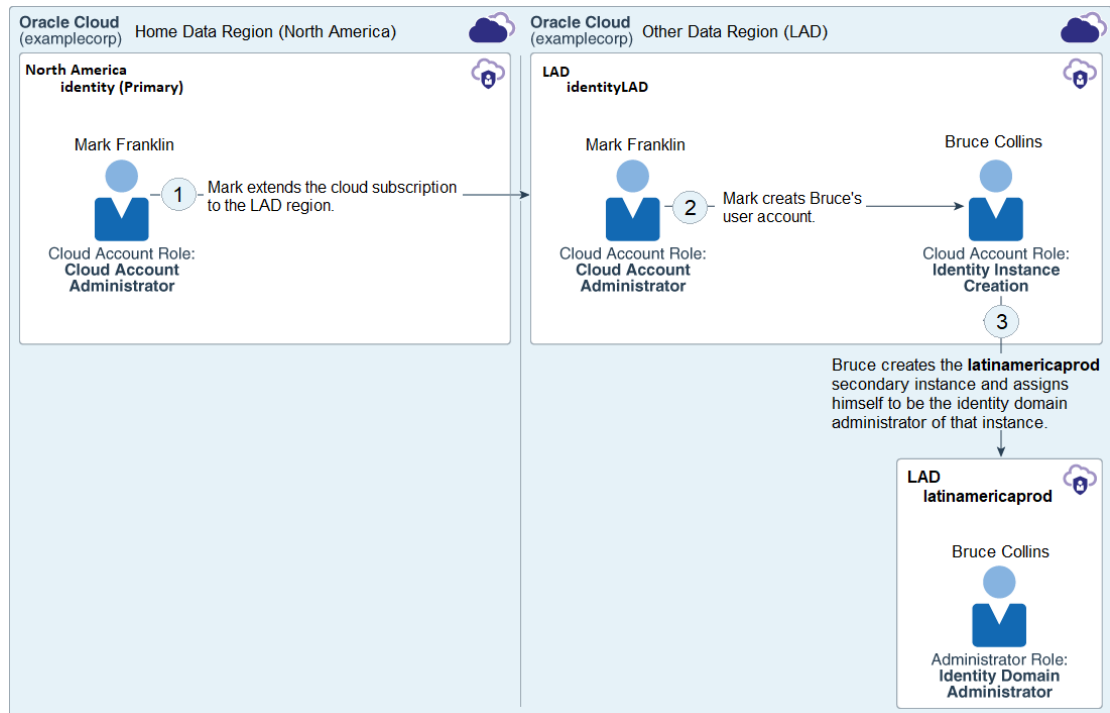 Oracle Cloud
(examplecorp) Home Data Region (North America)
North America
identity (Primary)
Mark Franklin
1 Mark extends the cloud subscription
to the LAD region.
Cloud Account Role:
Cloud Account
Administrator
Oracle Cloud
(examplecorp) Other Data Region (LAD)
LAD
identityLAD
Mark Franklin
2 Mark creats Bruce's
user account.
Cloud Account Role:
Cloud Account
Administrator
Bruce Collins
Cloud Account Role:
Identity Instance
Creation
3
Bruce creates the latinamericaprod
secondary instance and assigns
himself to be the identity domain
administrator of that instance.
LAD
latinamericaprod
Bruce Collins
Administrator Role:
Identity Domain
Administrator